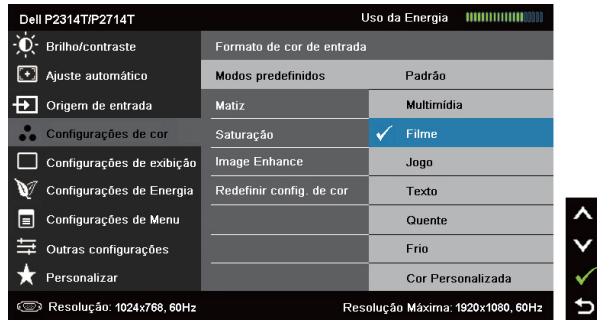 Dell P2314T/P2714T Uso da Energia
Brilho/contraste Formato de cor de entrada
Ajuste automático Modos predefinidos Padrão
Origem de entrada Matiz Multimídia
Configurações de cor Saturação Filme
Configurações de exibição Image Enhance Jogo
Configurações de Energia Redefinir config. de cor Texto
Configurações de Menu Quente
Outras configurações Frio
Personalizar Cor Personalizada
Resolução: 1024x768, 60Hz Resolução Máxima: 1920x1080, 60Hz